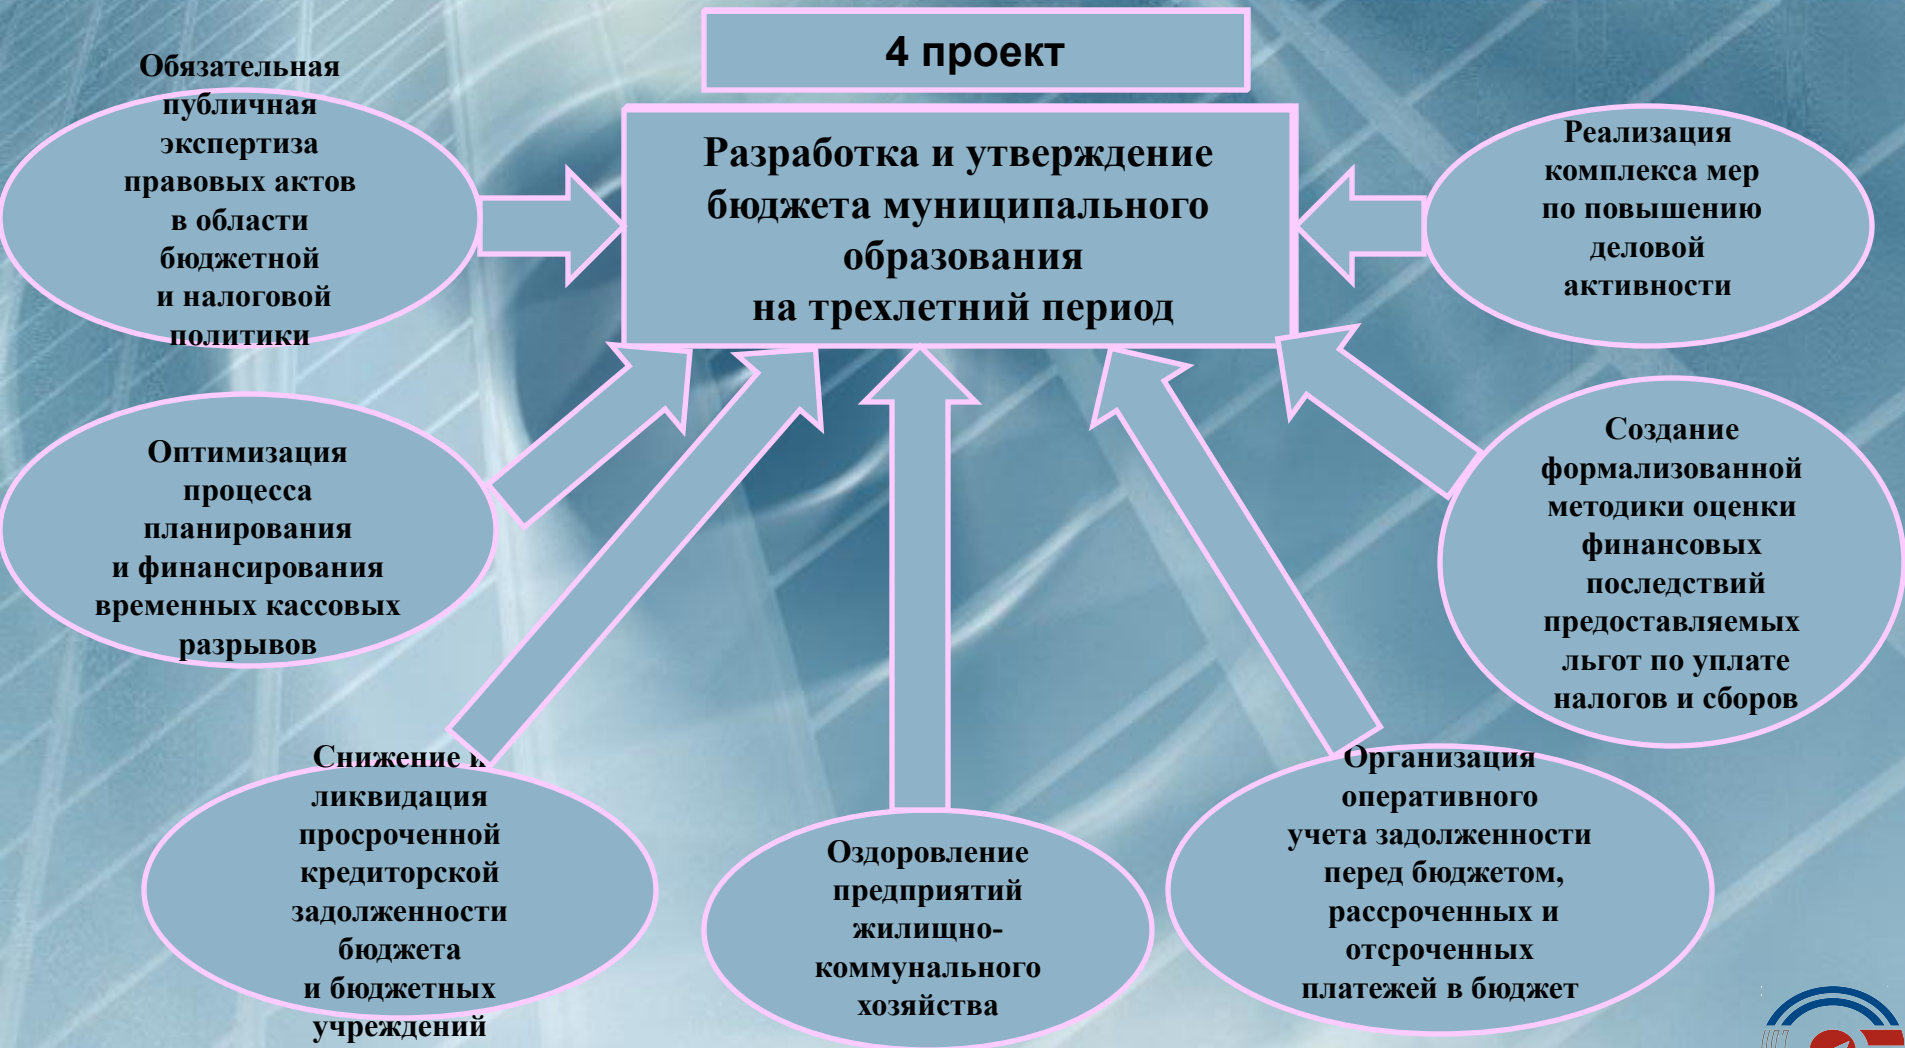 4 проект
Разработка и утверждение
бюджета муниципального
образования
на трехлетний период
Обязательная
публичная
экспертиза
правовых актов
в области
бюджетной
и налоговой
политики
Реализация
комплекса мер
по повышению
деловой
активности
Оптимизация
процесса
планирования
и финансирования
временных кассовых
разрывов
Создание
формализованной
методики оценки
финансовых
последствий
предоставляемых
льгот по уплате
налогов и сборов
Снижение и
ликвидация
просроченной
кредиторской
задолженности
бюджета
и бюджетных
учреждений
Оздоровление
предприятий
жилищно-
коммунального
хозяйства
Организация
оперативного
учета задолженности
перед бюджетом,
рассроченных и
отсроченных
платежей в бюджет